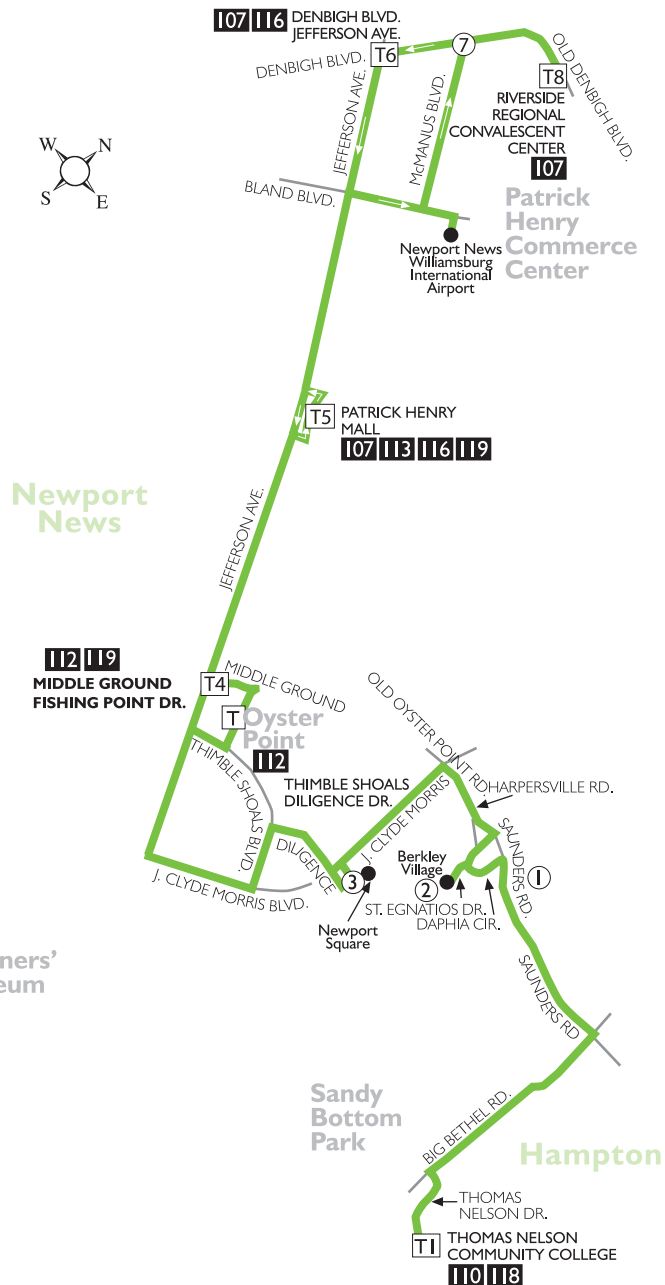 107 116 DENBIGH BLVD.
JEFFERSON AVE.
DENBIGH BLVD.
T6
7
OLD DENBIGH BLVD.
T8
RIVERSIDE
REGIONAL
CONVALESCENT
CENTER
107
JEFFERSON AVE.
McMANUS BLVD.
W
N
S
E
BLAND BLVD.
Patrick
Henry
Commerce
Center
Newport News
Williamsburg
International
Airport
T5
PATRICK HENRY
MALL
107 113 116 119
Newport
News
JEFFERSON AVE.
112 119
MIDDLE GROUND
FISHING POINT DR.
T4
MIDDLE GROUND
T
Oyster
Point
112
OLD OYSTER POINT RD.
THIMBLE SHOALS BLVD.
THIMBLE SHOALS
DILIGENCE DR.
J. CLYDE MORRIS
HARPERSVILLE RD.
SAUNDERS RD.
DILIGENCE
J. CLYDE MORRIS BLVD.
3
Newport
Square
Berkley
Village
2
1
ST. EGNATIOS DR.
DAPHIA CIR.
ners'
eum
SAUNDERS RD
Sandy
Bottom
Park
BIG BETHEL RD.
Hampton
THOMAS
NELSON DR.
T1
THOMAS NELSON
COMMUNITY COLLEGE
110 118